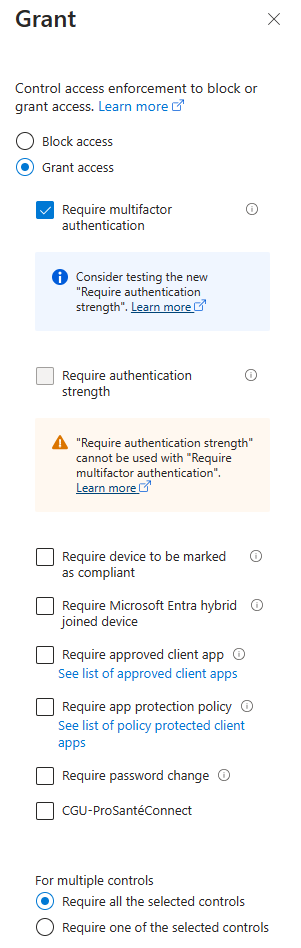 Grant
Control access enforcement to block or
grant access. Learn more
Block access
Grant access
Require multifactor
authentication
Consider testing the new
"Require authentication
strength". Learn more
Require authentication
strength
"Require authentication strength"
cannot be used with "Require
multifactor authentication".
Learn more
Require device to be marked
as compliant
Require Microsoft Entra hybrid
joined device
Require approved client app
See list of approved client apps
Require app protection policy
See list of policy protected client
apps
Require password change
CGU-ProSantéConnect
For multiple controls
Require all the selected controls
Require one of the selected controls